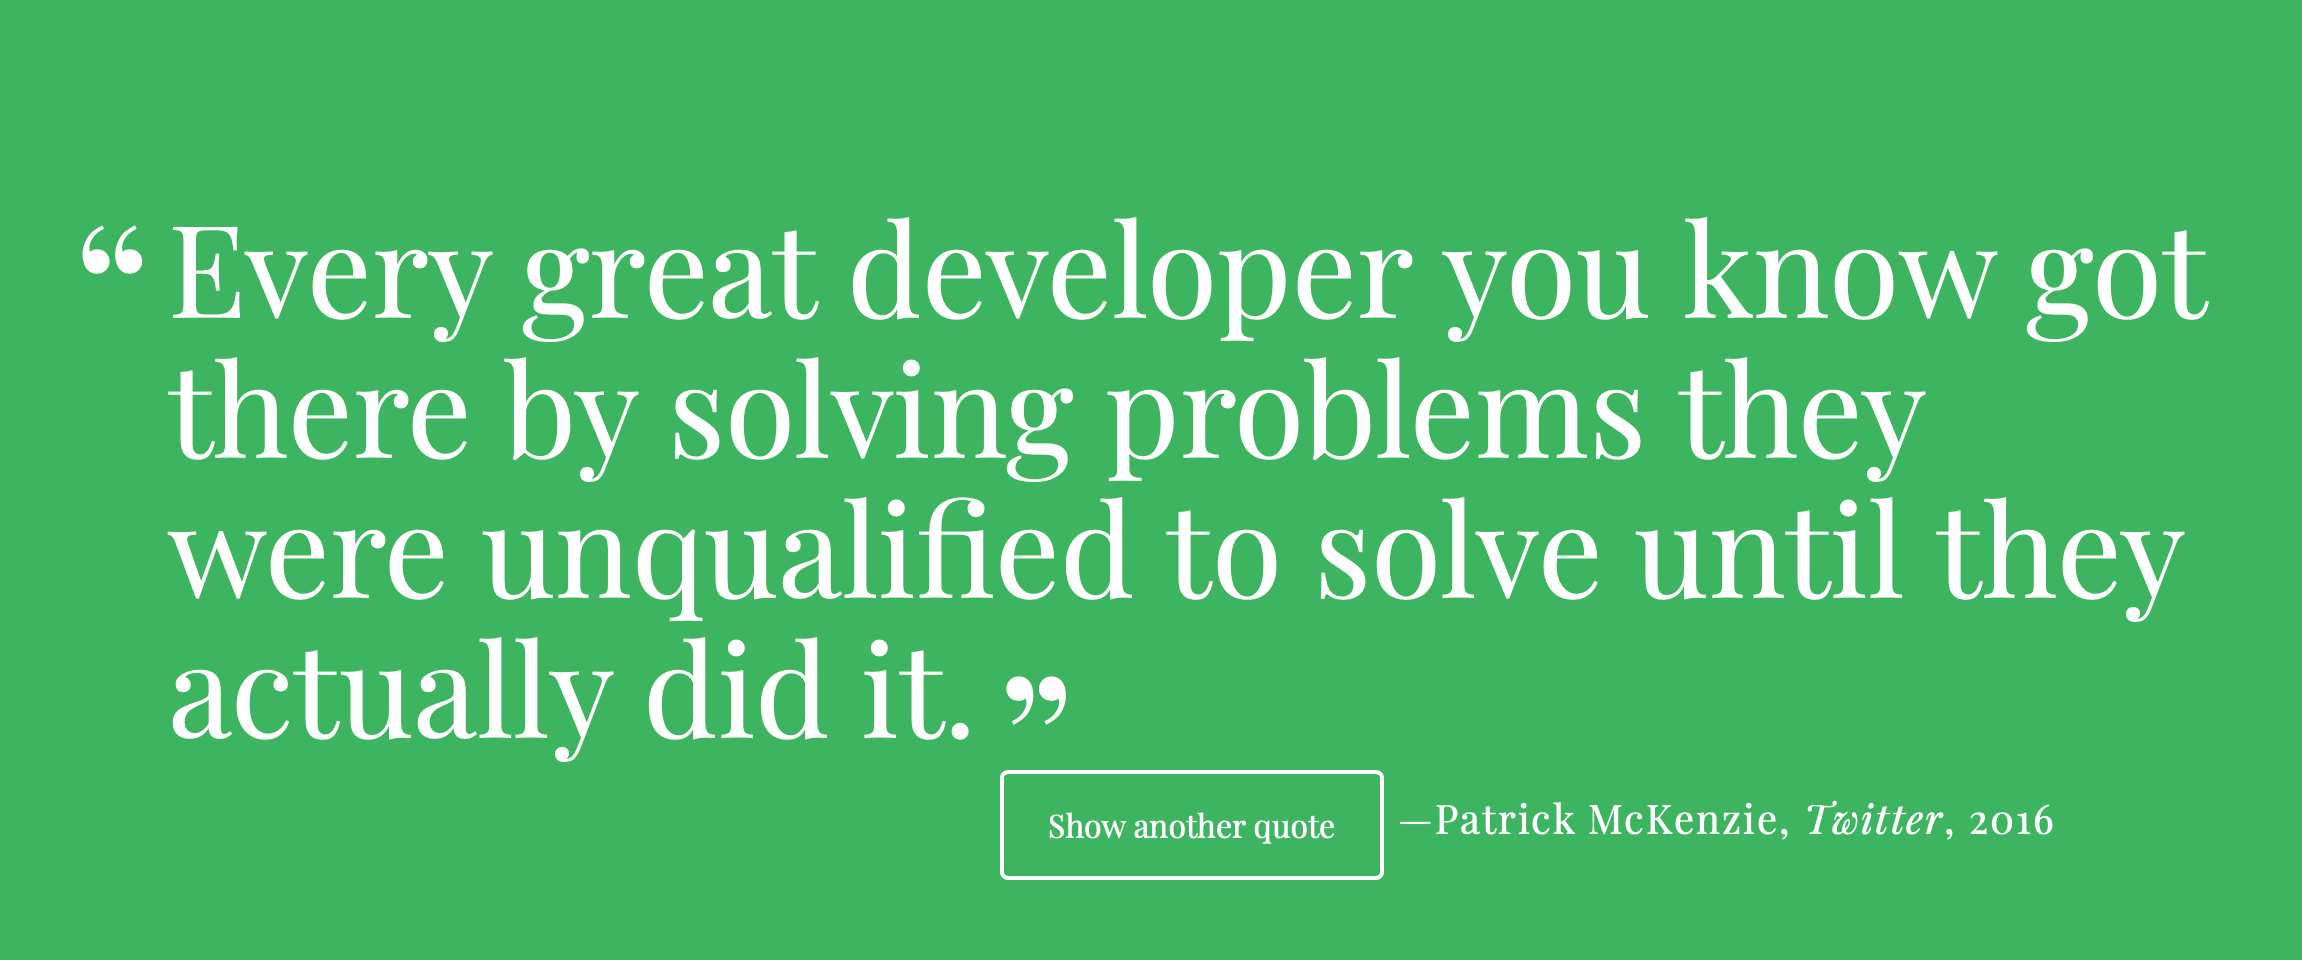 “ Every great developer you know got
there by solving problems they
were unqualified to solve until they
actually did it. ”
Show another quote
—Patrick McKenzie, Twitter, 2016